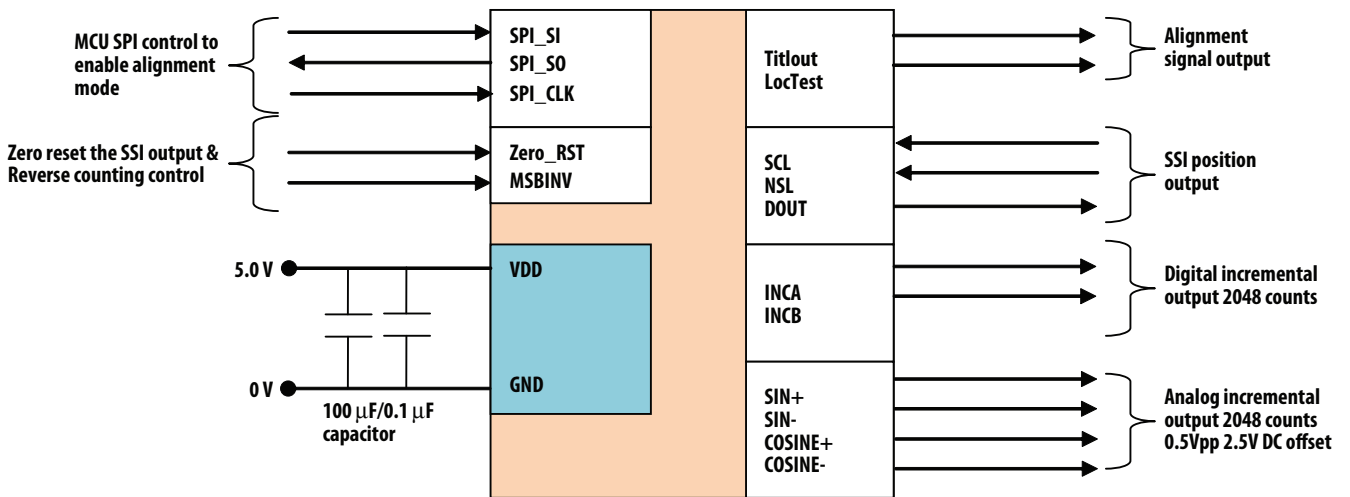 MCU SPI control to
enable alignment
mode
Zero reset the SSI output &
Reverse counting control
5.0 V
0 V
100 μF/0.1 μF
capacitor
SPI_SI
SPI_SO
SPI_CLK
Zero_RST
MSBINV
VDD
GND
Titlout
LocTest
SCL
NSL
DOUT
INCA
INCB
SIN+
SIN-
COSINE+
COSINE-
Alignment
signal output
SSI position
output
Digital incremental
output 2048 counts
Analog incremental
output 2048 counts
0.5Vpp 2.5V DC offset